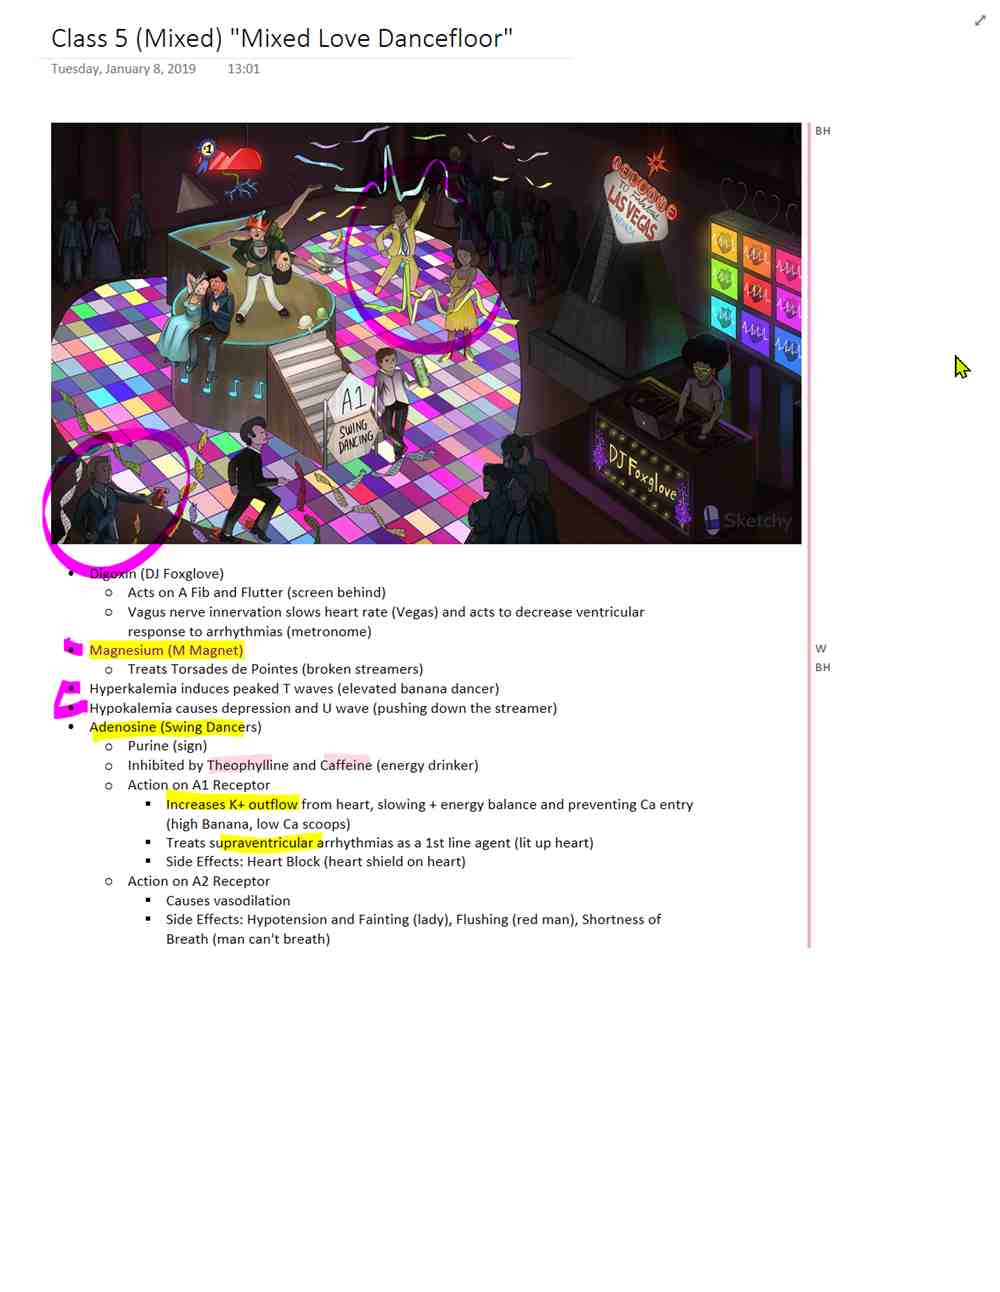 Class 5 (Mixed) "Mixed Love Dancefloor"
Tuesday, January 8, 2019 13:01
BH
#1
TO Fabulous
LAS VEGAS
NEVADA
A1
SWING
DANCING
DJ Foxglove
Sketchy
• Digoxin (DJ Foxglove)
o Acts on A Fib and Flutter (screen behind)
o Vagus nerve innervation slows heart rate (Vegas) and acts to decrease ventricular
response to arrhythmias (metronome)
• Magnesium (M Magnet)
W
o Treats Torsades de Pointes (broken streamers)
BH
• Hyperkalemia induces peaked T waves (elevated banana dancer)
• Hypokalemia causes depression and U wave (pushing down the streamer)
• Adenosine (Swing Dancers)
o Purine (sign)
o Inhibited by Theophylline and Caffeine (energy drinker)
o Action on A1 Receptor
▪ Increases K+ outflow from heart, slowing + energy balance and preventing Ca entry
(high Banana, low Ca scoops)
▪ Treats supraventricular arrhythmias as a 1st line agent (lit up heart)
▪ Side Effects: Heart Block (heart shield on heart)
o Action on A2 Receptor
▪ Causes vasodilation
▪ Side Effects: Hypotension and Fainting (lady), Flushing (red man), Shortness of
Breath (man can't breath)